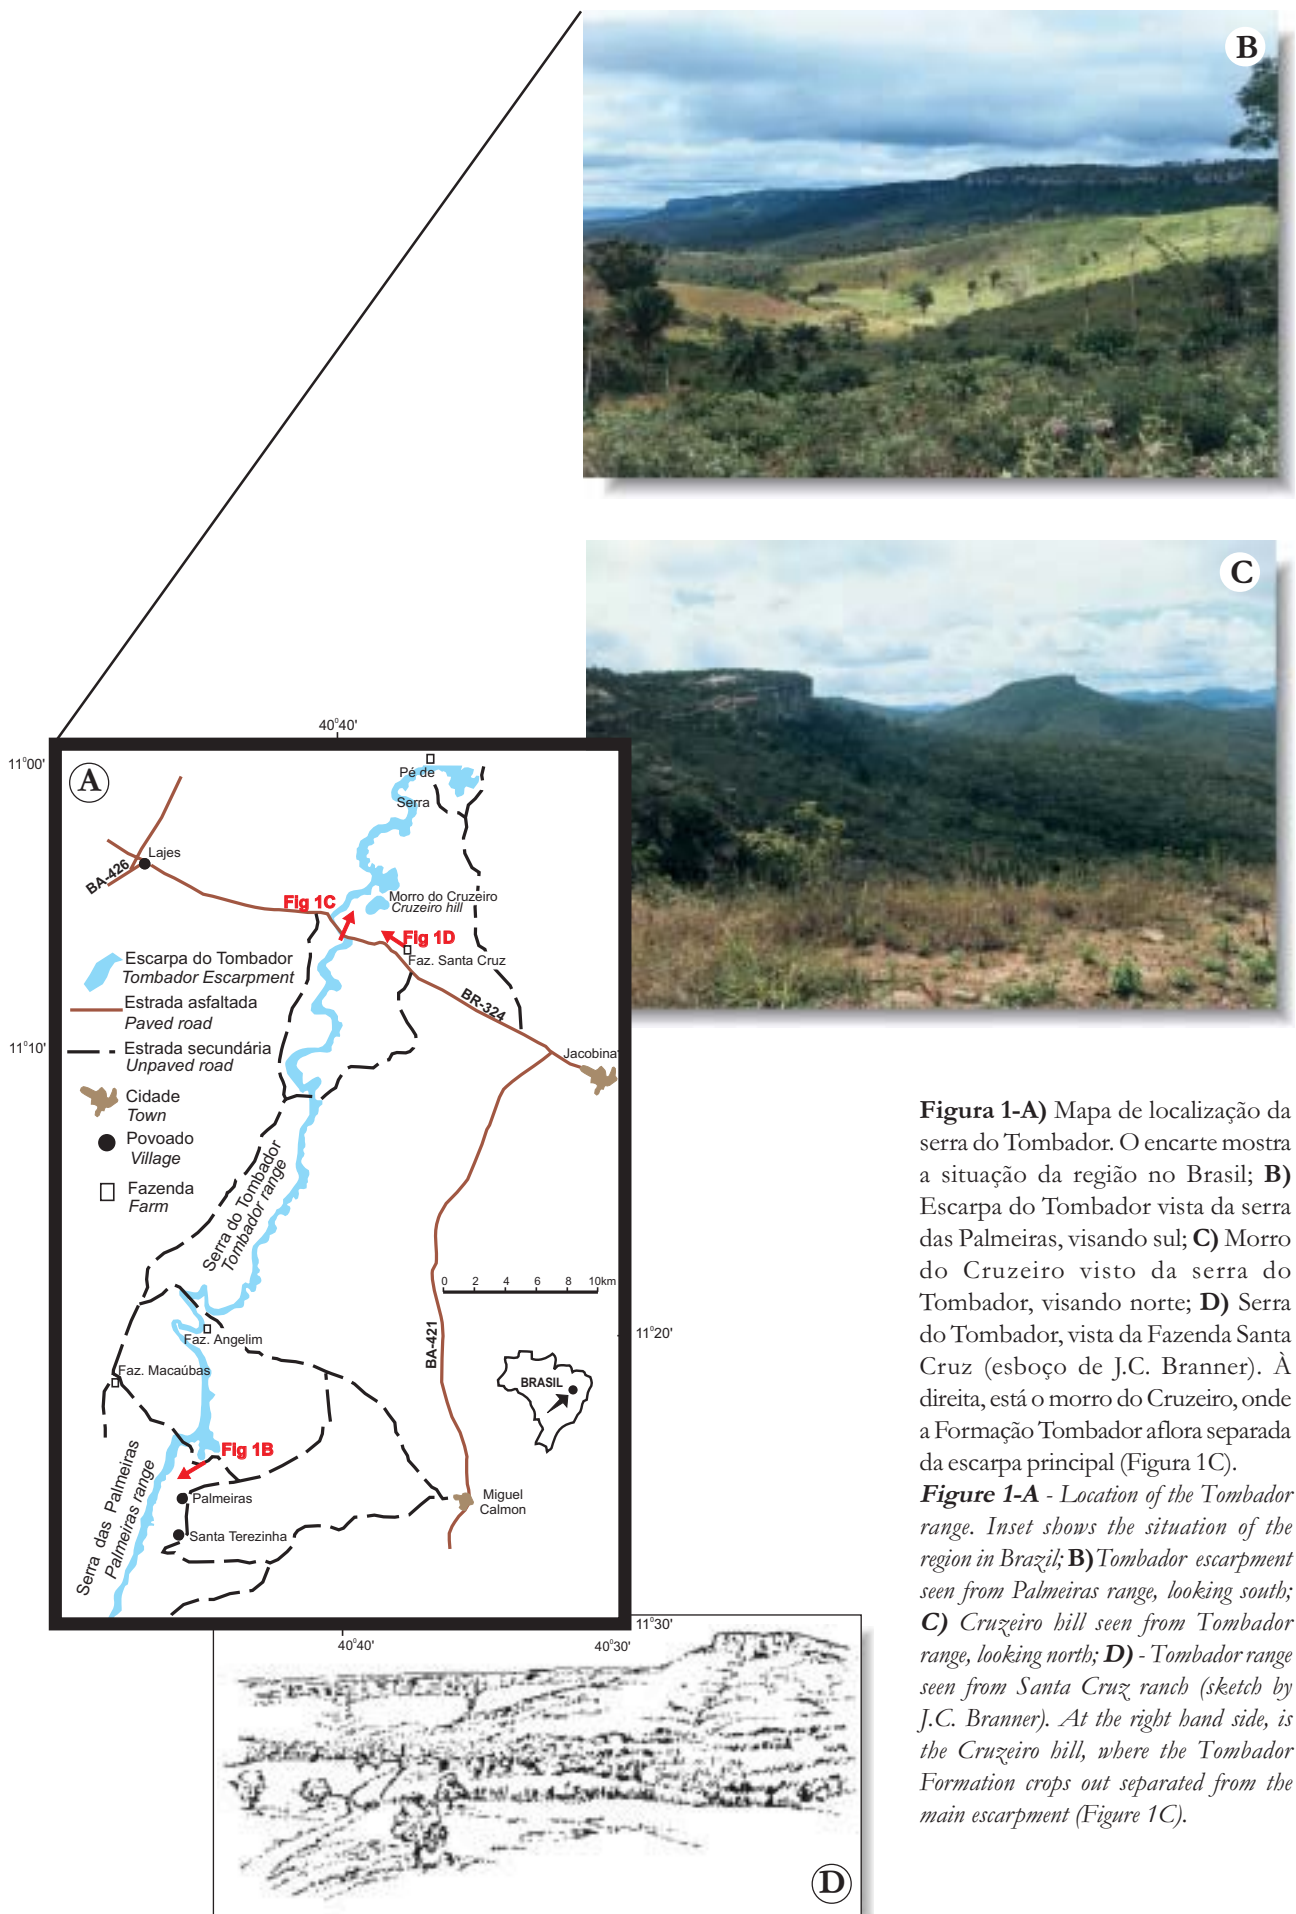 B
C
40°40'
11°00'
A
Pé de
Serra
Lajes
BA-426
Morro do Cruzeiro
Cruzeiro hill
Fig 1C
Fig 1D
Faz. Santa Cruz
Escarpa do Tombador
Tombador Escarpment
Estrada asfaltada
Paved road
BR-324
11°10'
Estrada secundária
Unpaved road
Jacobina
Cidade
Town
Povoado
Village
Fazenda
Farm
Serra do Tombador
Tombador range
0 2 4 6 8 10km
Faz. Angelim
11°20'
BA-421
Faz. Macaúbas
BRASIL
Fig 1B
Serra das Palmeiras
Palmeiras range
Palmeiras
Miguel
Calmon
Santa Terezinha
11°30'
40°40'
40°30'
D
Figura 1-A) Mapa de localização da
serra do Tombador. O encarte mostra
a situação da região no Brasil; B)
Escarpa do Tombador vista da serra
das Palmeiras, visando sul; C) Morro
do Cruzeiro visto da serra do
Tombador, visando norte; D) Serra
do Tombador, vista da Fazenda Santa
Cruz (esboço de J.C. Branner). À
direita, está o morro do Cruzeiro, onde
a Formação Tombador aflora separada
da escarpa principal (Figura 1C).
Figure 1-A - Location of the Tombador
range. Inset shows the situation of the
region in Brazil; B) Tombador escarpment
seen from Palmeiras range, looking south;
C) Cruzeiro hill seen from Tombador
range, looking north; D) - Tombador range
seen from Santa Cruz ranch (sketch by
J.C. Branner). At the right hand side, is
the Cruzeiro hill, where the Tombador
Formation crops out separated from the
main escarpment (Figure 1C).